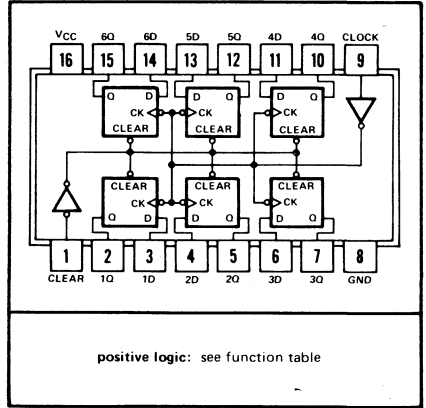 VCC 6Q 6D 5D 5Q 4D 4Q CLOCK
16 15 14 13 12 11 10 9
Q D D Q D Q
CK CK CK
CLEAR CLEAR CLEAR
CLEAR CLEAR CLEAR
CK CK CK
Q D D Q D Q
1 2 3 4 5 6 7 8
CLEAR 1Q 1D 2D 2Q 3D 3Q GND
positive logic: see function table